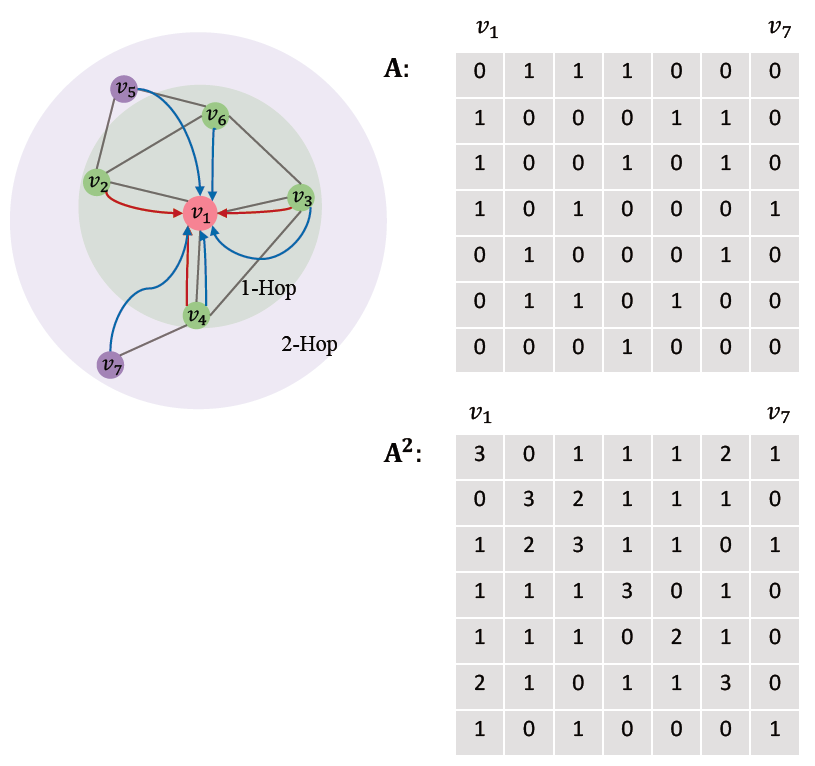 v₅
v₆
v₂
v₃
v₁
1-Hop
v₄
2-Hop
v₇
v₁ v₇
A:
0 1 1 1 0 0 0
1 0 0 0 1 1 0
1 0 0 1 0 1 0
1 0 1 0 0 0 1
0 1 0 0 0 1 0
0 1 1 0 1 0 0
0 0 0 1 0 0 0
v₁ v₇
A²:
3 0 1 1 1 2 1
0 3 2 1 1 1 0
1 2 3 1 1 0 1
1 1 1 3 0 1 0
1 1 1 0 2 1 0
2 1 0 1 1 3 0
1 0 1 0 0 0 1